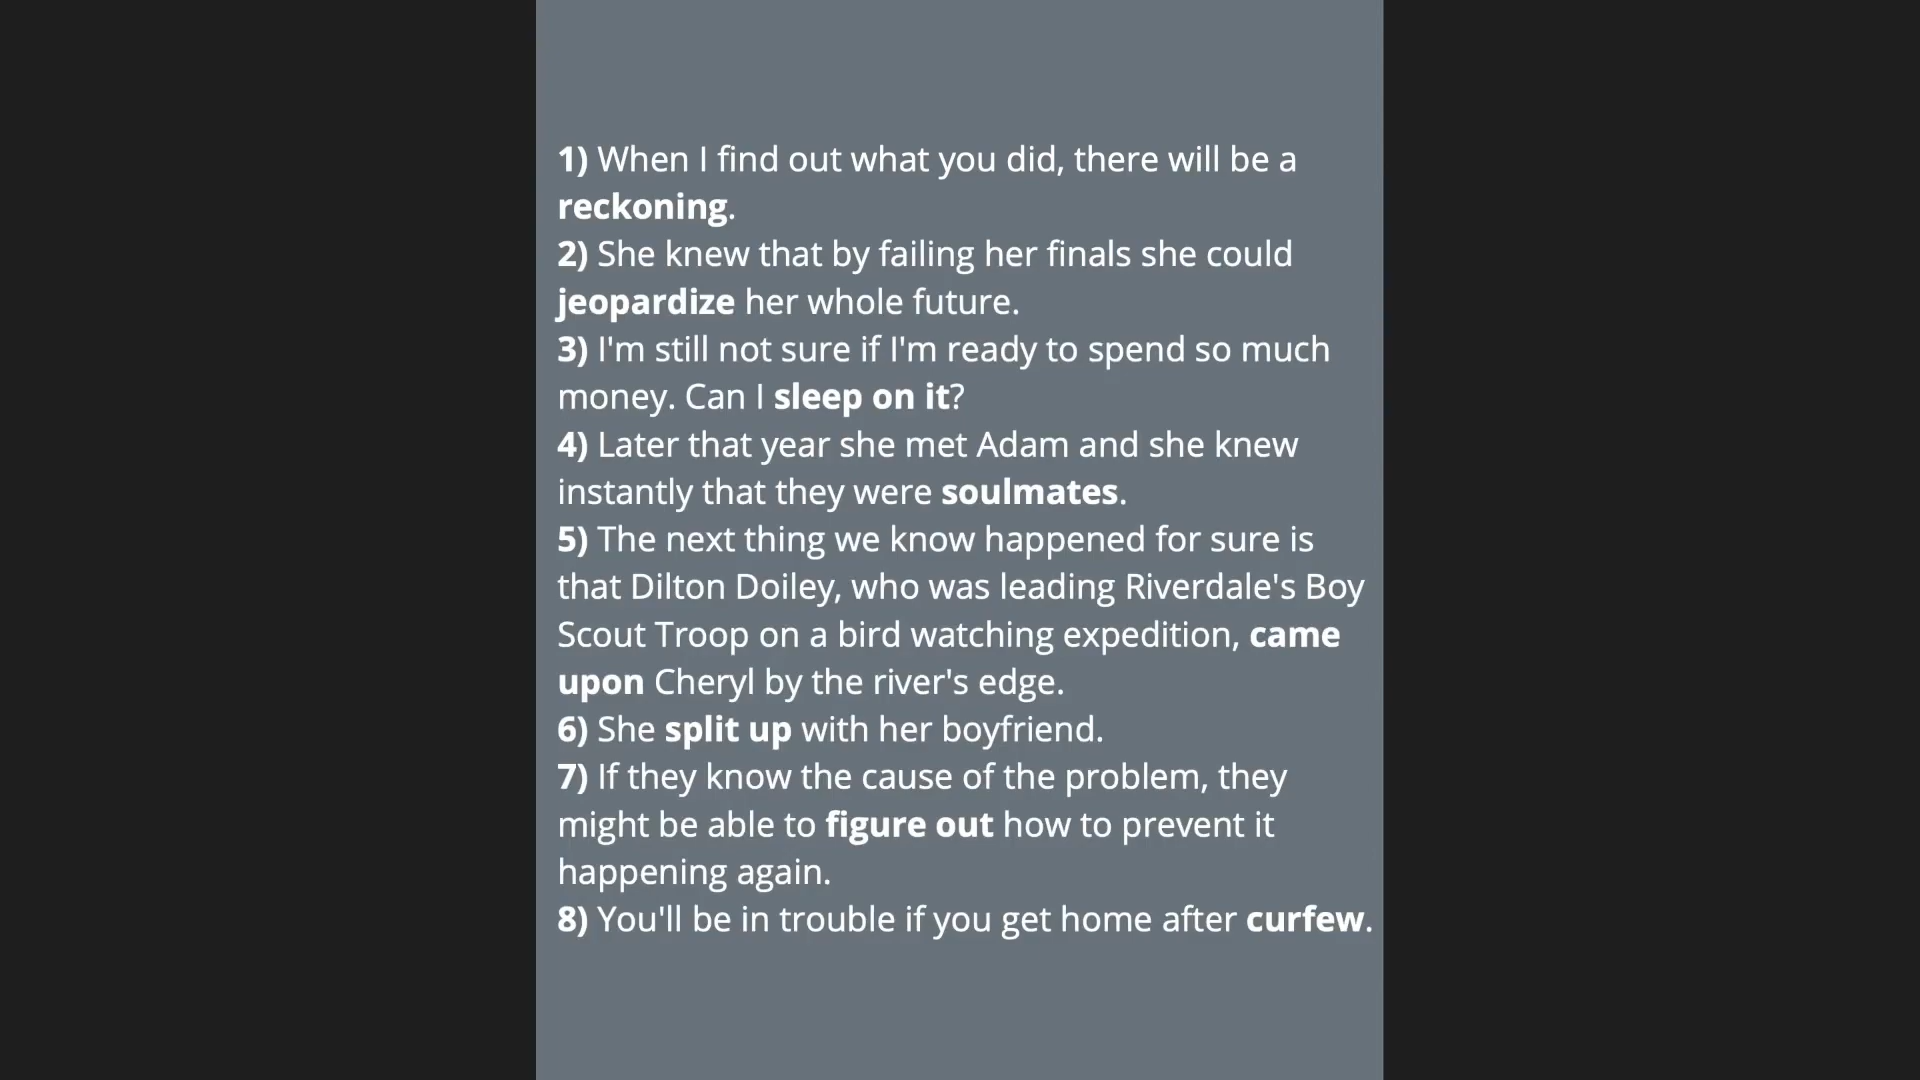 1) When I find out what you did, there will be a
reckoning.
2) She knew that by failing her finals she could
jeopardize her whole future.
3) I'm still not sure if I'm ready to spend so much
money. Can I sleep on it?
4) Later that year she met Adam and she knew
instantly that they were soulmates.
5) The next thing we know happened for sure is
that Dilton Doiley, who was leading Riverdale's Boy
Scout Troop on a bird watching expedition, came
upon Cheryl by the river's edge.
6) She split up with her boyfriend.
7) If they know the cause of the problem, they
might be able to figure out how to prevent it
happening again.
8) You'll be in trouble if you get home after curfew.